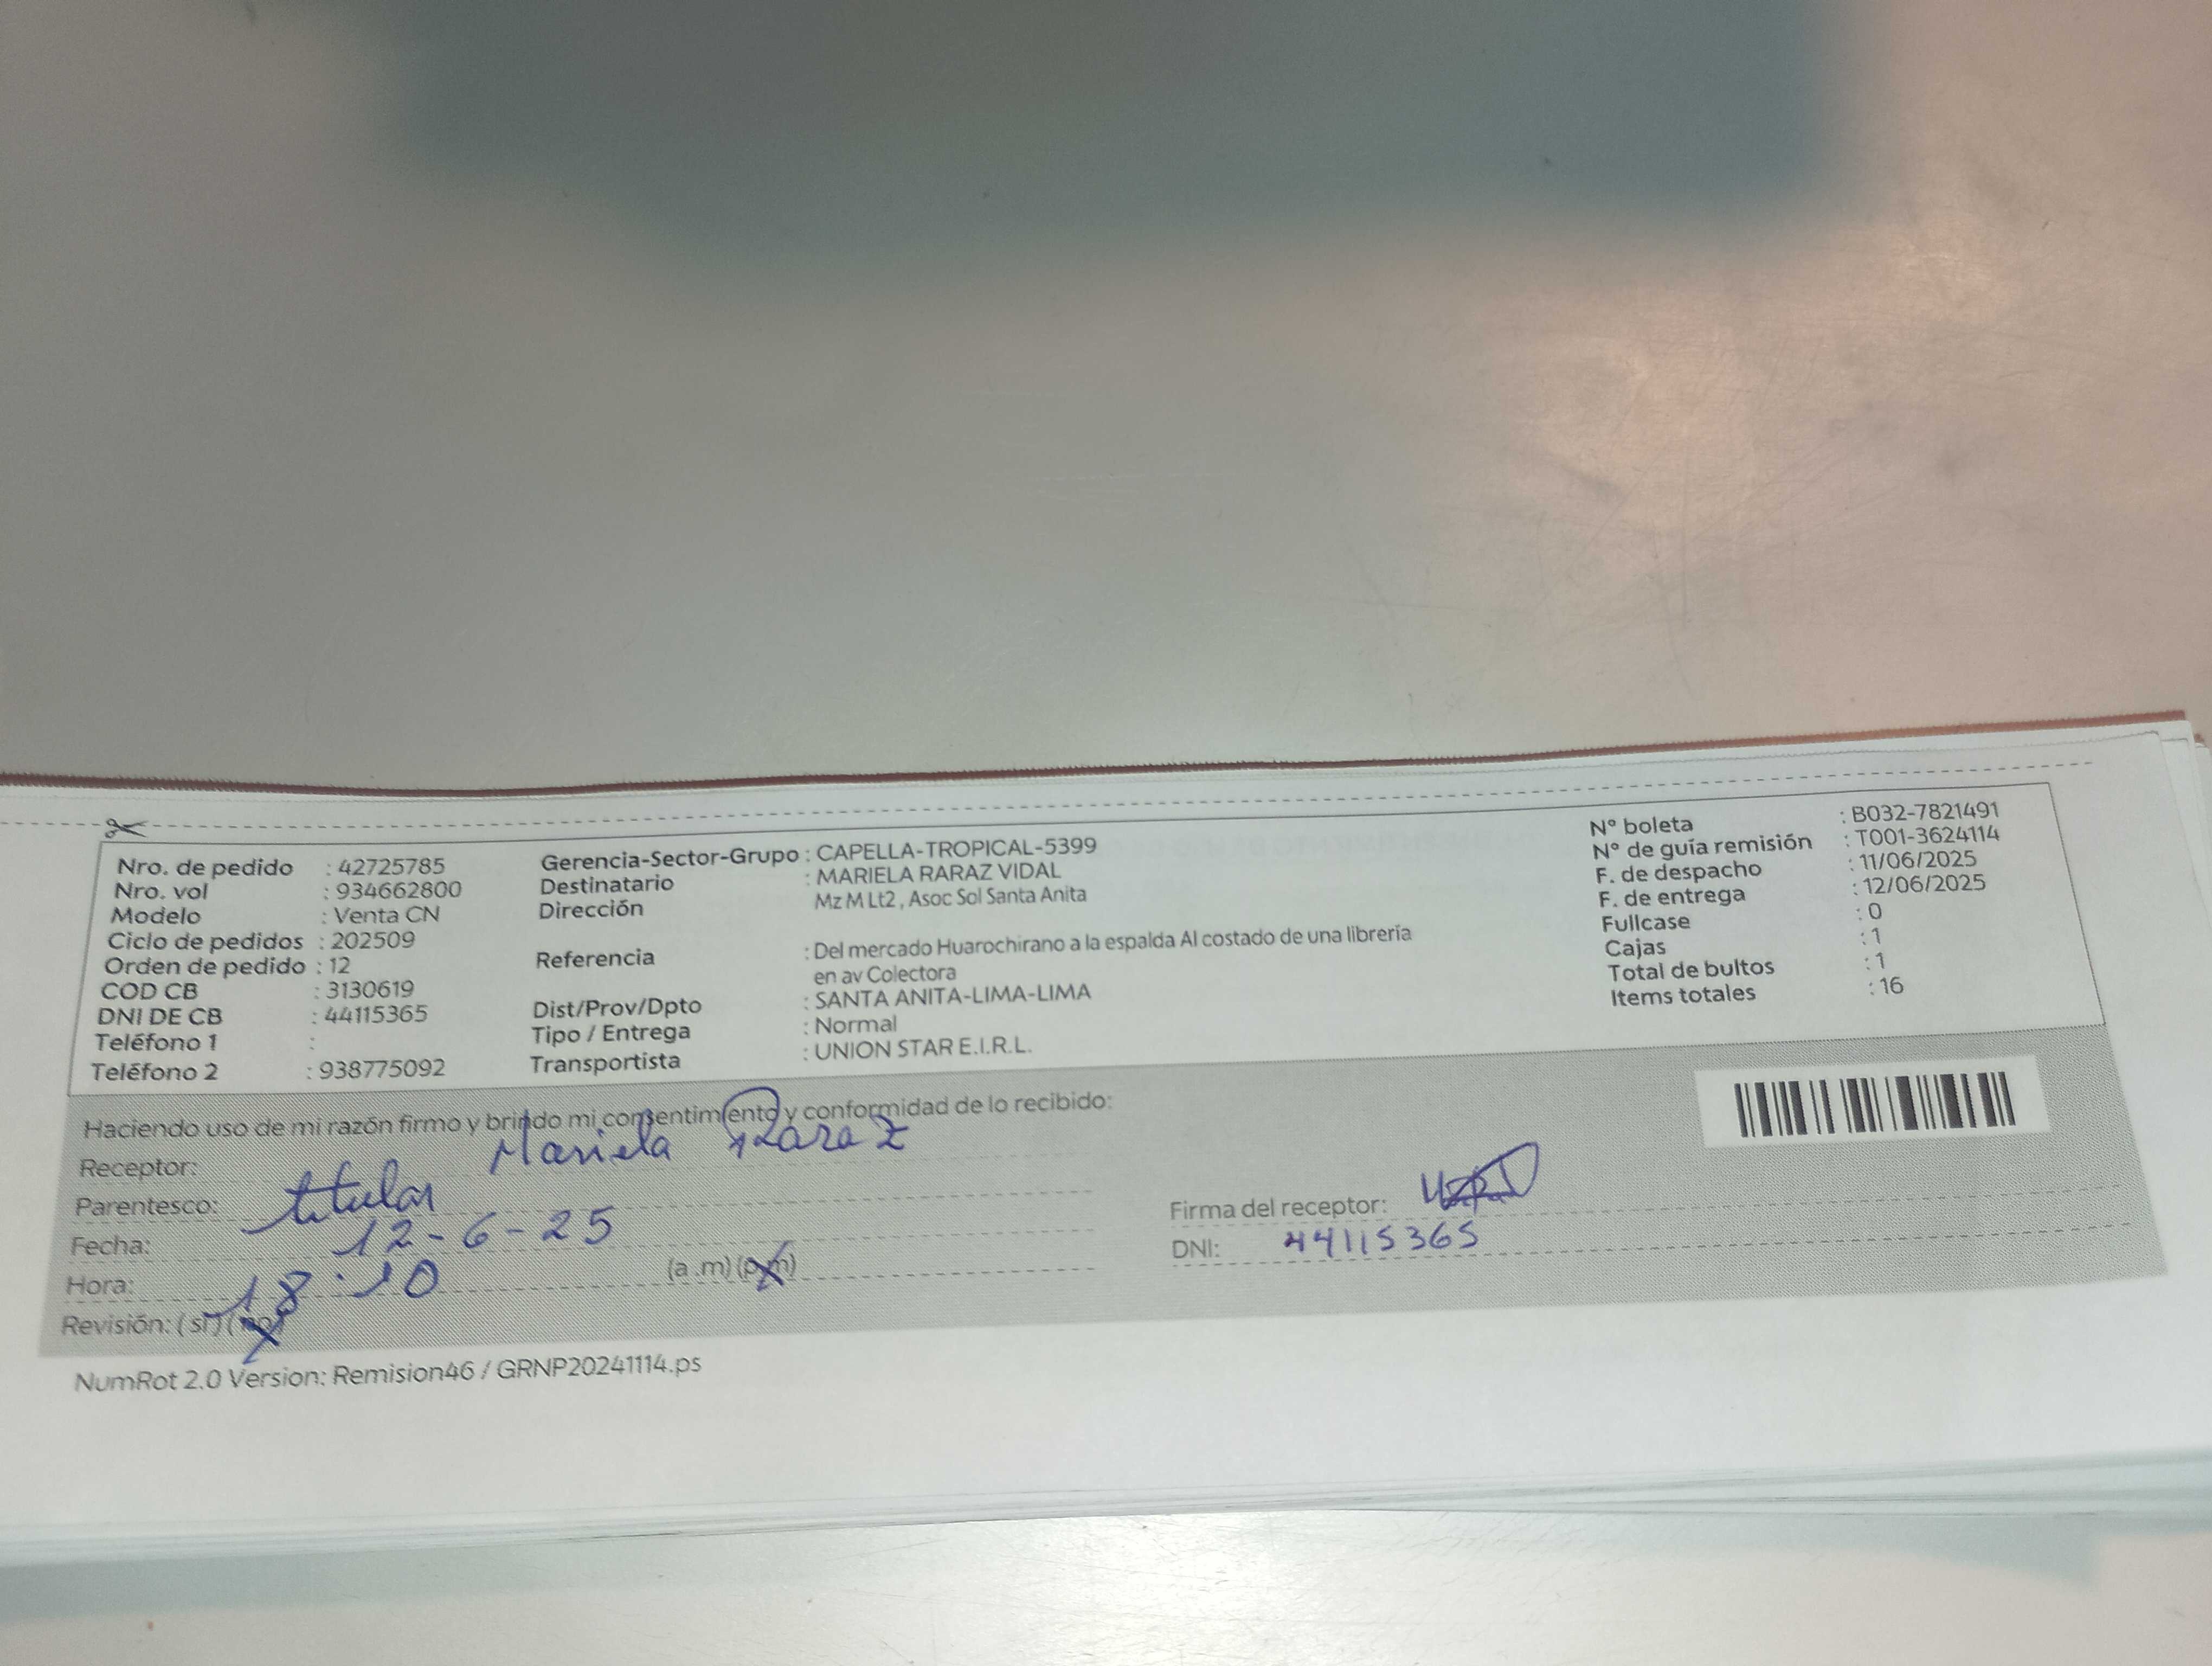 Nro. de pedido : 42725785
Nro. vol : 934662800
Modelo : Venta CN
Ciclo de pedidos : 202509
Orden de pedido : 12
COD CB : 3130619
DNI DE CB : 44115365
Teléfono 1 :
Teléfono 2 : 938775092
Gerencia-Sector-Grupo : CAPELLA-TROPICAL-5399
Destinatario : MARIELA RARAZ VIDAL
Dirección Mz M Lt2 , Asoc Sol Santa Anita
Referencia : Del mercado Huarochirano a la espalda Al costado de una librería
en av Colectora
Dist/Prov/Dpto : SANTA ANITA-LIMA-LIMA
Tipo / Entrega : Normal
Transportista : UNION STAR E.I.R.L.
N° boleta : B032-7821491
N° de guía remisión : T001-3624114
F. de despacho : 11/06/2025
F. de entrega : 12/06/2025
Fullcase : 0
Cajas : 1
Total de bultos : 1
Items totales : 16
Haciendo uso de mi razón firmo y brindo mi consentimiento y conformidad de lo recibido:
Receptor: Mariela Raraz
Parentesco: titular
Fecha: 12-6-25
Hora: 18:10 (a .m) (p.m)
Revisión: ( si ) ( no )
Firma del receptor:
DNI: 44115365
NumRot 2.0 Version: Remision46 / GRNP20241114.ps